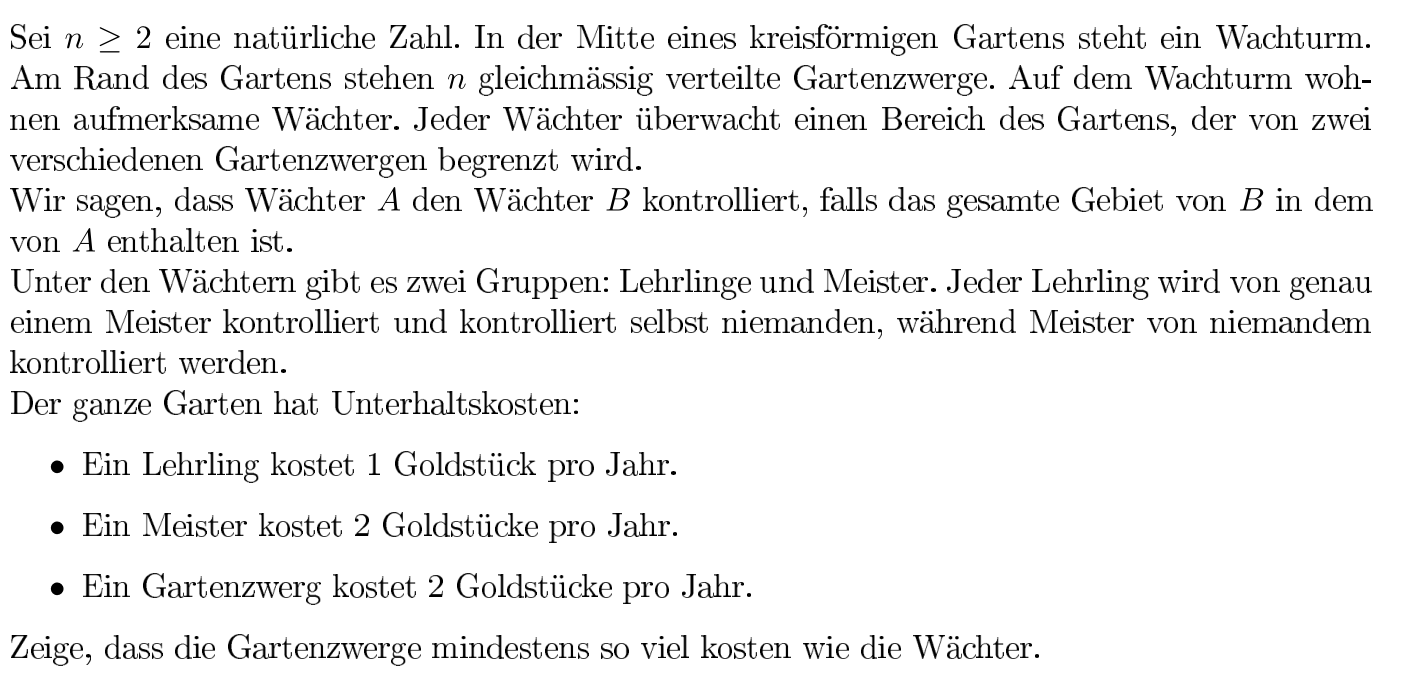 Sei n ≥ 2 eine natürliche Zahl. In der Mitte eines kreisförmigen Gartens steht ein Wachturm.
Am Rand des Gartens stehen n gleichmässig verteilte Gartenzwerge. Auf dem Wachturm woh-
nen aufmerksame Wächter. Jeder Wächter überwacht einen Bereich des Gartens, der von zwei
verschiedenen Gartenzwergen begrenzt wird.
Wir sagen, dass Wächter A den Wächter B kontrolliert, falls das gesamte Gebiet von B in dem
von A enthalten ist.
Unter den Wächtern gibt es zwei Gruppen: Lehrlinge und Meister. Jeder Lehrling wird von genau
einem Meister kontrolliert und kontrolliert selbst niemanden, während Meister von niemandem
kontrolliert werden.
Der ganze Garten hat Unterhaltskosten:
• Ein Lehrling kostet 1 Goldstück pro Jahr.
• Ein Meister kostet 2 Goldstücke pro Jahr.
• Ein Gartenzwerg kostet 2 Goldstücke pro Jahr.
Zeige, dass die Gartenzwerge mindestens so viel kosten wie die Wächter.